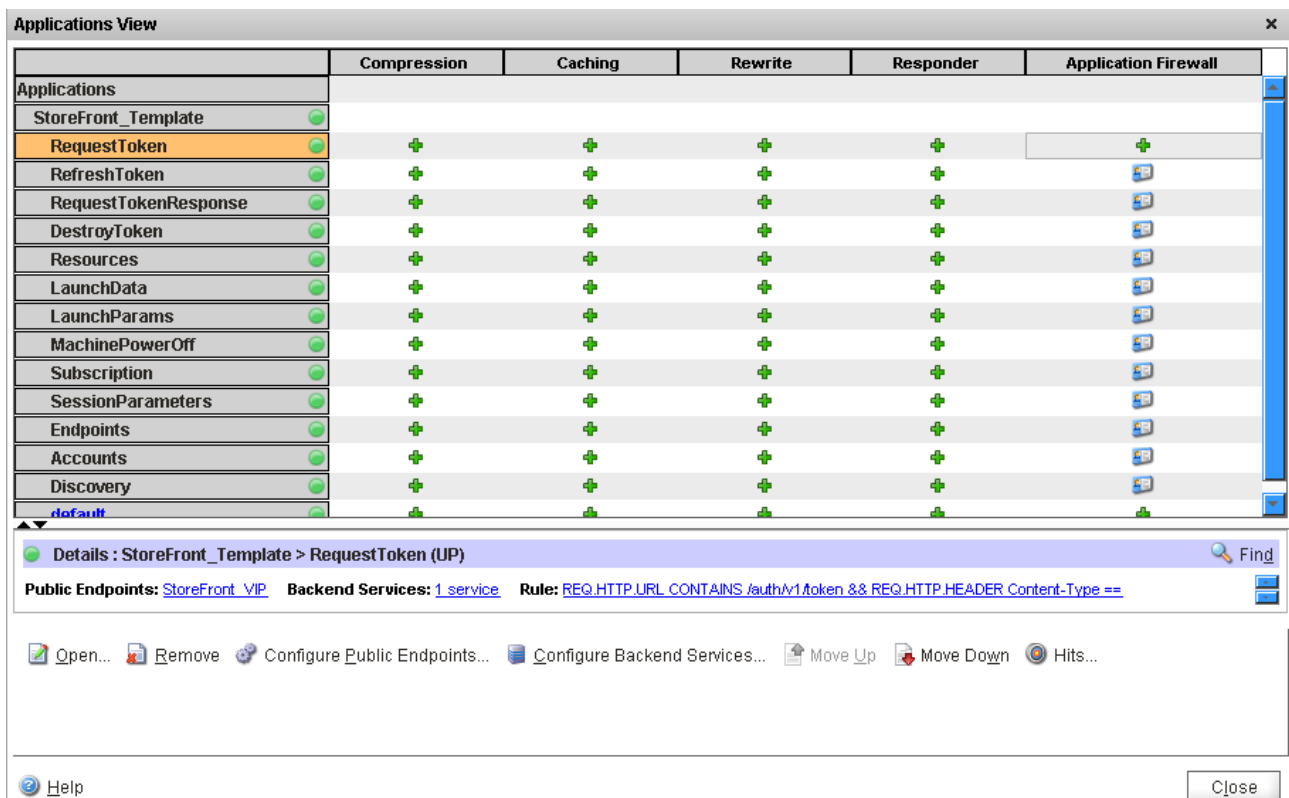 Applications View
Compression Caching Rewrite Responder Application Firewall
Applications
StoreFront_Template
RequestToken
RefreshToken
RequestTokenResponse
DestroyToken
Resources
LaunchData
LaunchParams
MachinePowerOff
Subscription
SessionParameters
Endpoints
Accounts
Discovery
default
Details : StoreFront_Template > RequestToken (UP) Find
Public Endpoints: StoreFront_VIP Backend Services: 1 service Rule: REQ.HTTP.URL CONTAINS /auth/v1/token && REQ.HTTP.HEADER Content-Type ==
Open... Remove Configure Public Endpoints... Configure Backend Services... Move Up Move Down Hits...
Help Close